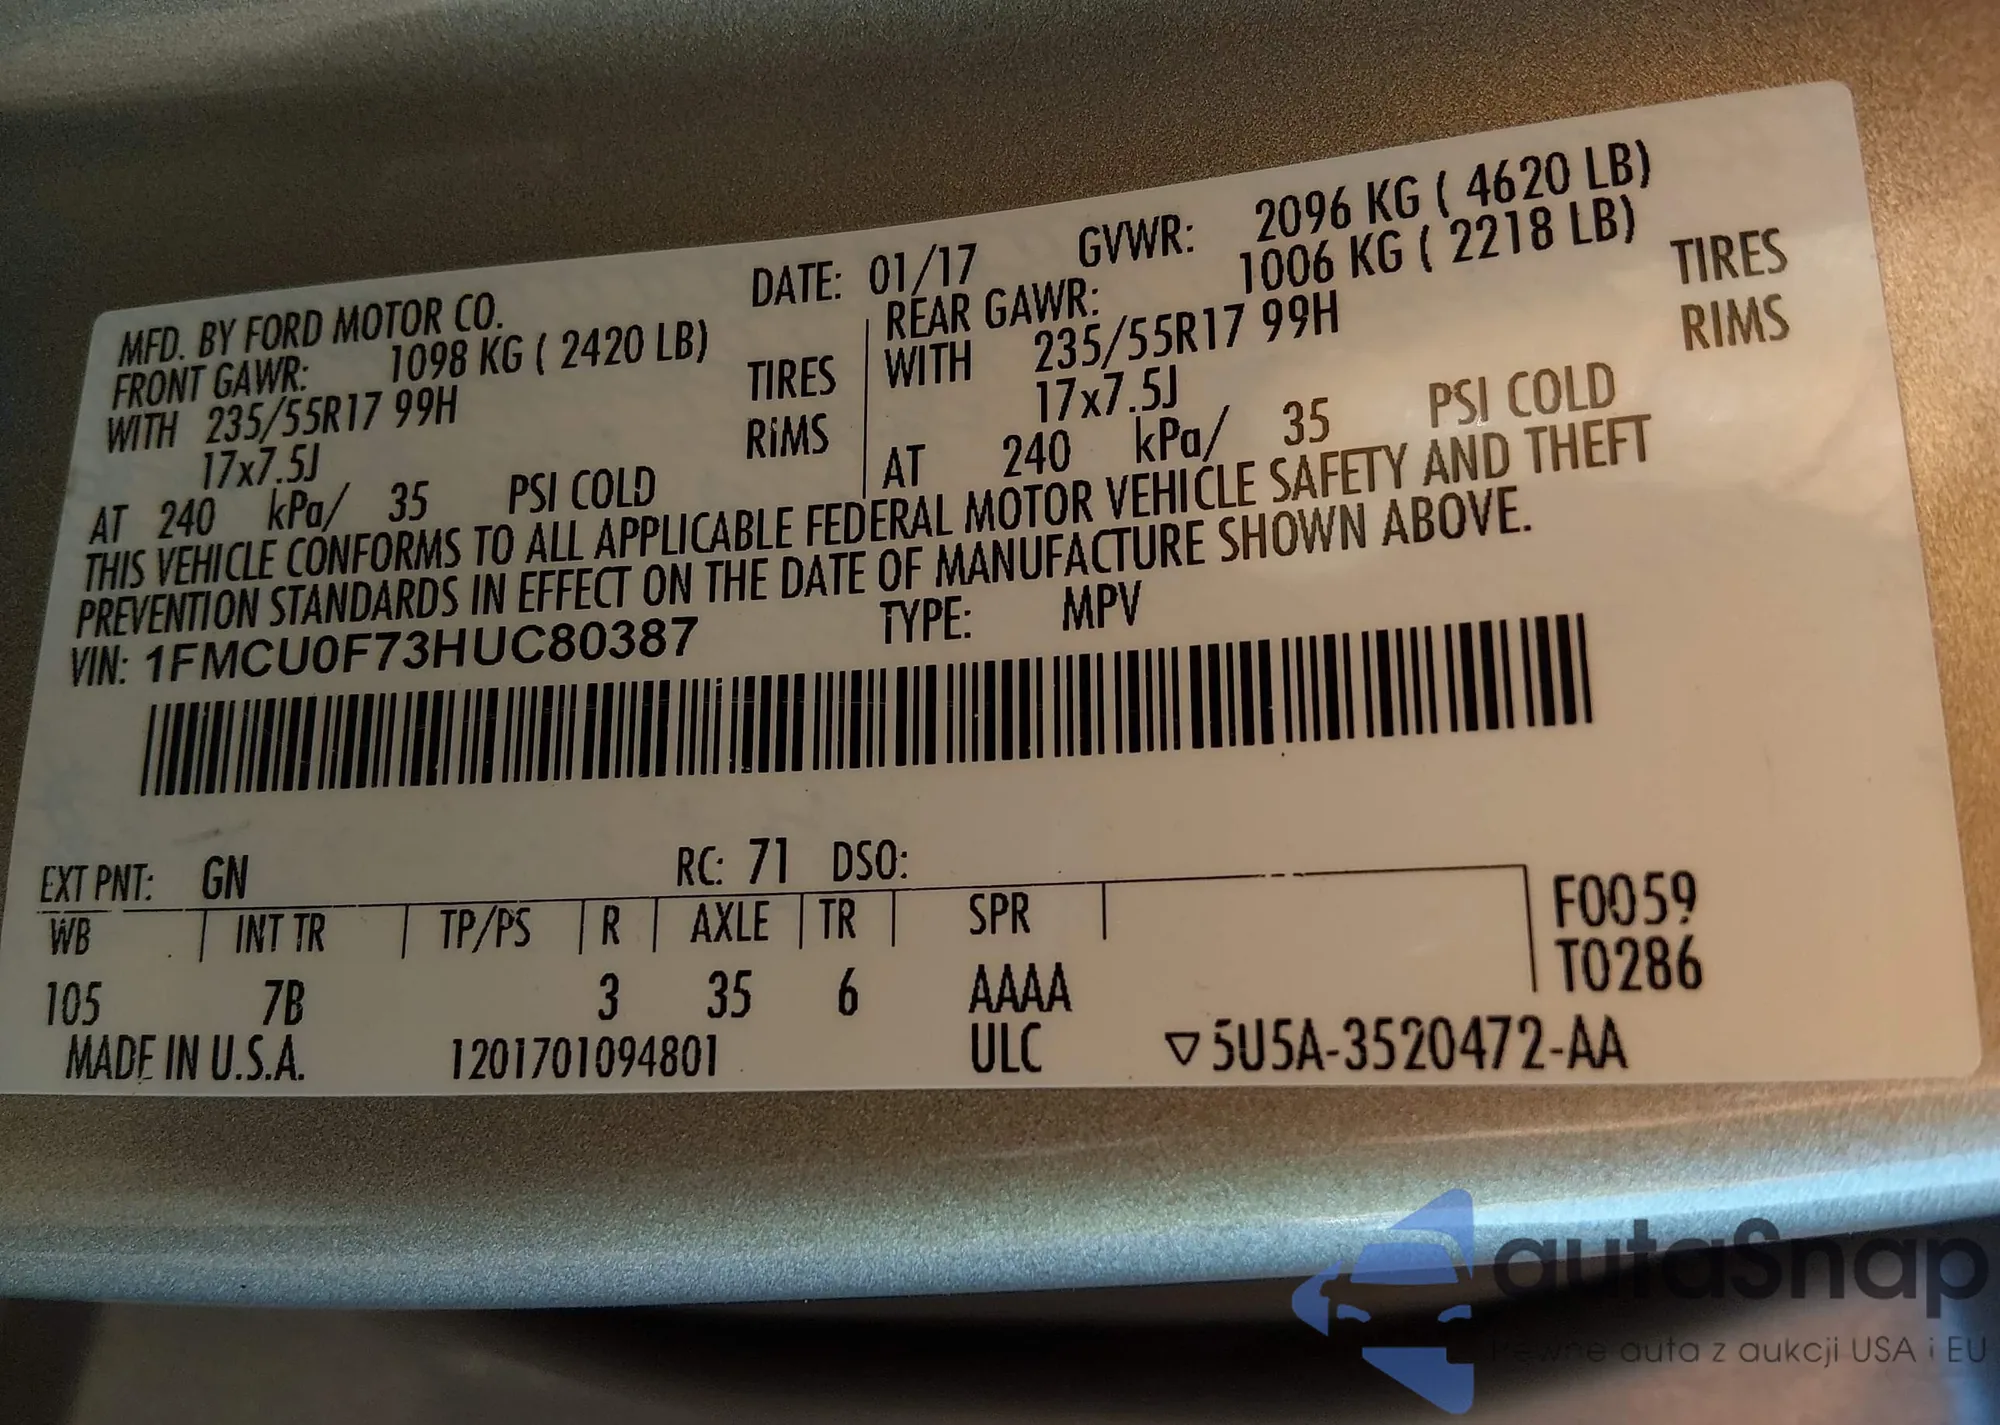 MFD. BY FORD MOTOR CO. DATE: 01/17 GVWR: 2096 KG ( 4620 LB)
FRONT GAWR: 1098 KG ( 2420 LB) REAR GAWR: 1006 KG ( 2218 LB)
WITH 235/55R17 99H TIRES WITH 235/55R17 99H TIRES
17x7.5J RIMS 17x7.5J RIMS
AT 240 kPa/ 35 PSI COLD AT 240 kPa/ 35 PSI COLD
THIS VEHICLE CONFORMS TO ALL APPLICABLE FEDERAL MOTOR VEHICLE SAFETY AND THEFT
PREVENTION STANDARDS IN EFFECT ON THE DATE OF MANUFACTURE SHOWN ABOVE.
VIN: 1FMCU0F73HUC80387 TYPE: MPV
EXT PNT: GN RC: 71 DSO:
WB INT TR TP/PS R AXLE TR SPR F0059
105 7B 3 35 6 AAAA T0286
MADE IN U.S.A. 1201701094801 ULC ▽5U5A-3520472-AA
autaSnap
Pewne auta z aukcji USA i EU